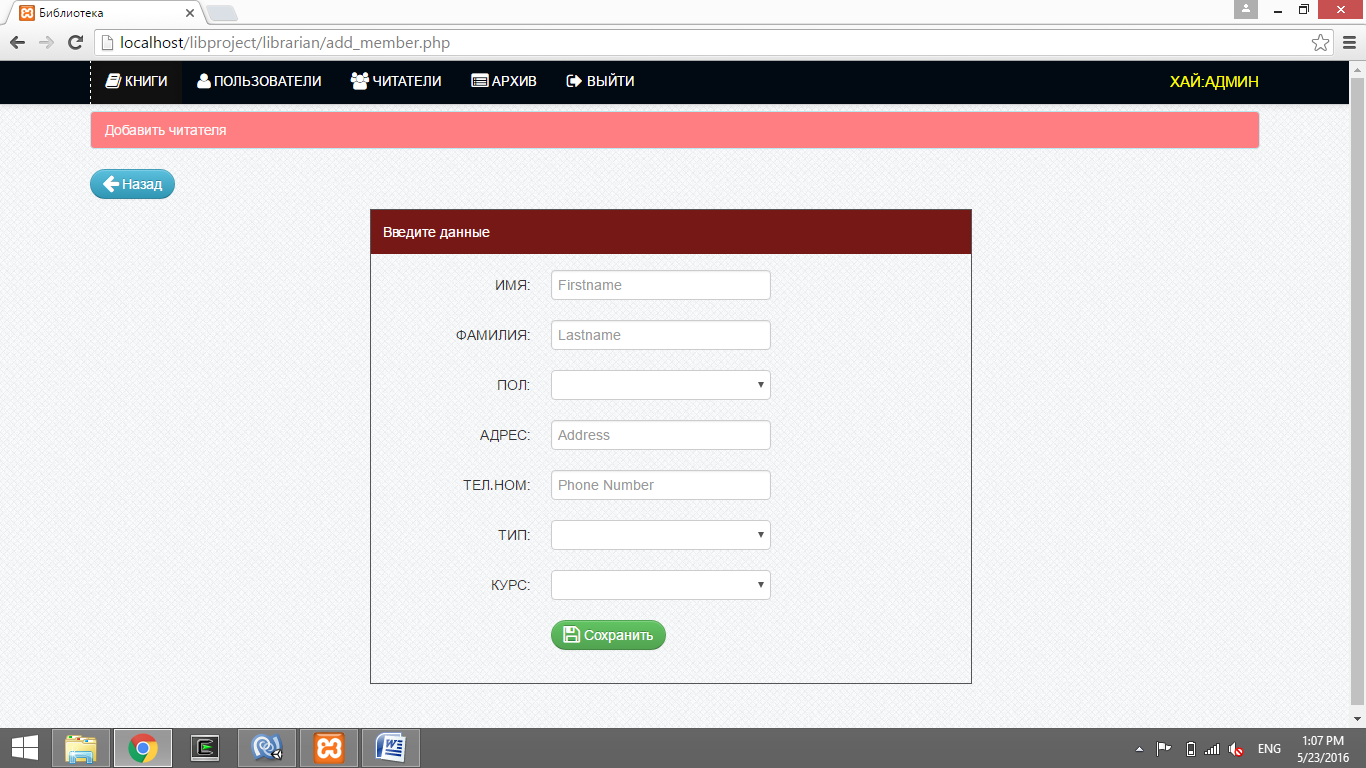 Библиотека
localhost/libproject/librarian/add_member.php
КНИГИ ПОЛЬЗОВАТЕЛИ ЧИТАТЕЛИ АРХИВ ВЫЙТИ ХАЙ:АДМИН
Добавить читателя
Назад
Введите данные
ИМЯ: Firstname
ФАМИЛИЯ: Lastname
ПОЛ:
АДРЕС: Address
ТЕЛ.НОМ: Phone Number
ТИП:
КУРС:
Сохранить
ENG
1:07 PM
5/23/2016